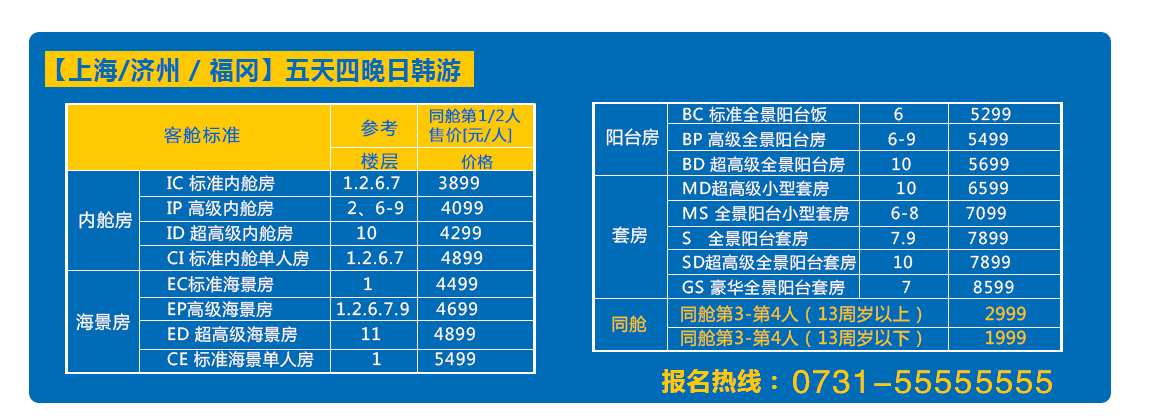 【上海/济州 / 福冈】五天四晚日韩游
客舱标准 参考 同舱第1/2人
售价[元/人]
楼层 价格
内舱房
IC 标准内舱房 1.2.6.7 3899
IP 高级内舱房 2、6-9 4099
ID 超高级内舱房 10 4299
CI 标准内舱单人房 1.2.6.7 4899
海景房
EC标准海景房 1 4499
EP高级海景房 1.2.6.7.9 4699
ED 超高级海景房 11 4899
CE 标准海景单人房 1 5499
阳台房
BC 标准全景阳台饭 6 5299
BP 高级全景阳台房 6-9 5499
BD 超高级全景阳台房 10 5699
套房
MD超高级小型套房 10 6599
MS 全景阳台小型套房 6-8 7099
S 全景阳台套房 7.9 7899
SD超高级全景阳台套房 10 7899
GS 豪华全景阳台套房 7 8599
同舱
同舱第3-第4人（13周岁以上） 2999
同舱第3-第4人（13周岁以下） 1999
报名热线：0731-55555555